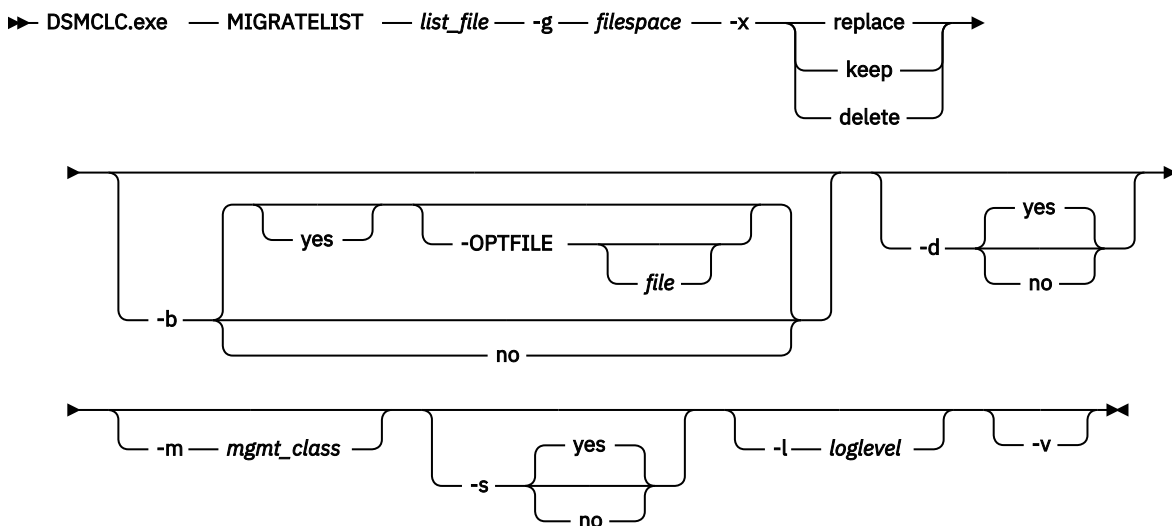 DSMCLC.exe MIGRATELIST list_file -g filespace -x replace
keep
delete
yes
-OPTFILE
file
-b
no
yes
-d
no
-m mgmt_class
yes
-s
no
-l loglevel
-v